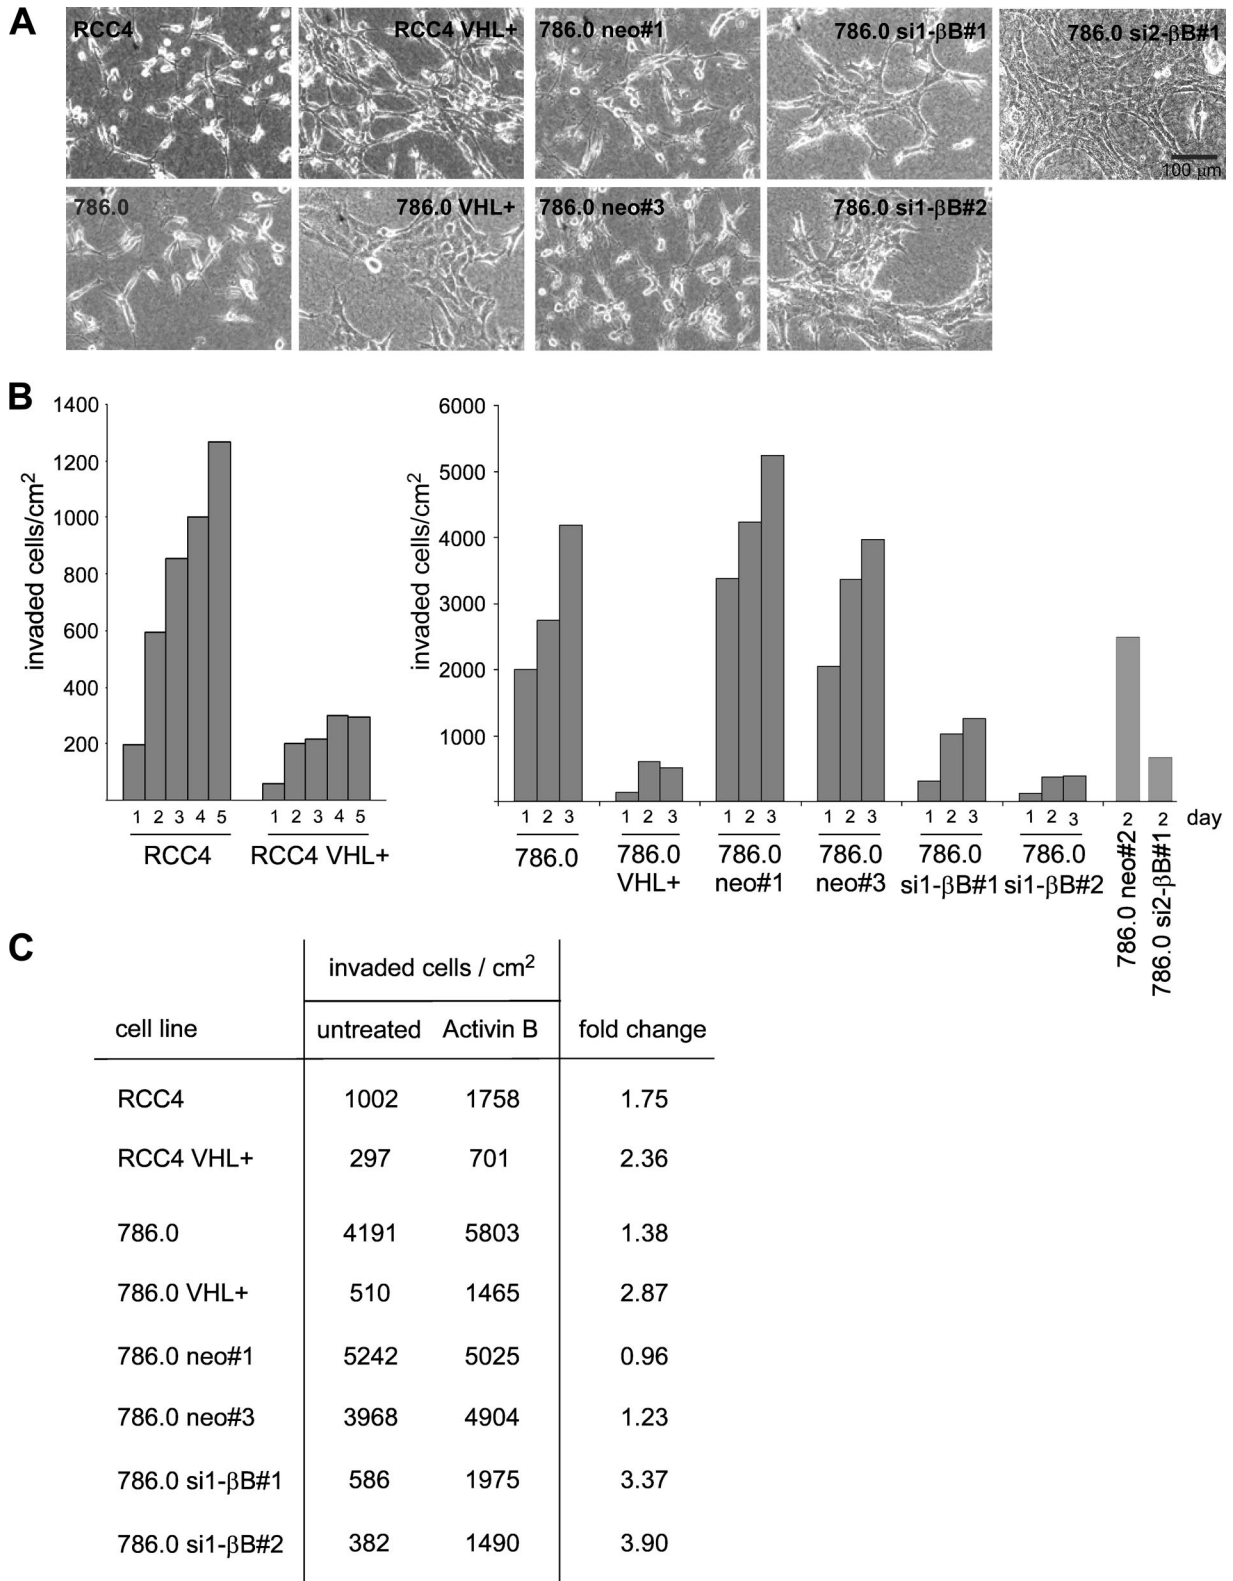 A
RCC4
RCC4 VHL+
786.0 neo#1
786.0 si1-βB#1
786.0 si2-βB#1
100 μm
786.0
786.0 VHL+
786.0 neo#3
786.0 si1-βB#2
B
invaded cells/cm²
1400
1200
1000
800
600
400
200
1 2 3 4 5 1 2 3 4 5
RCC4 RCC4 VHL+
invaded cells/cm²
6000
5000
4000
3000
2000
1000
1 2 3 1 2 3 1 2 3 1 2 3 1 2 3 1 2 3 2 2 day
786.0 786.0 786.0 786.0 786.0 786.0
VHL+ neo#1 neo#3 si1-βB#1 si1-βB#2
786.0 neo#2
786.0 si2-βB#1
C
invaded cells / cm²
cell line untreated Activin B fold change
RCC4 1002 1758 1.75
RCC4 VHL+ 297 701 2.36
786.0 4191 5803 1.38
786.0 VHL+ 510 1465 2.87
786.0 neo#1 5242 5025 0.96
786.0 neo#3 3968 4904 1.23
786.0 si1-βB#1 586 1975 3.37
786.0 si1-βB#2 382 1490 3.90